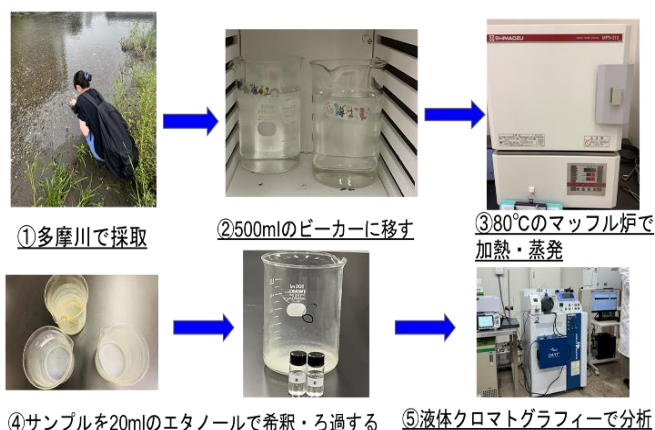 ①多摩川で採取
②500mlのビーカーに移す
③80℃のマッフル炉で
加熱・蒸発
SHIMADZU
④サンプルを20mlのエタノールで希釈・ろ過する
⑤液体クロマトグラフィーで分析